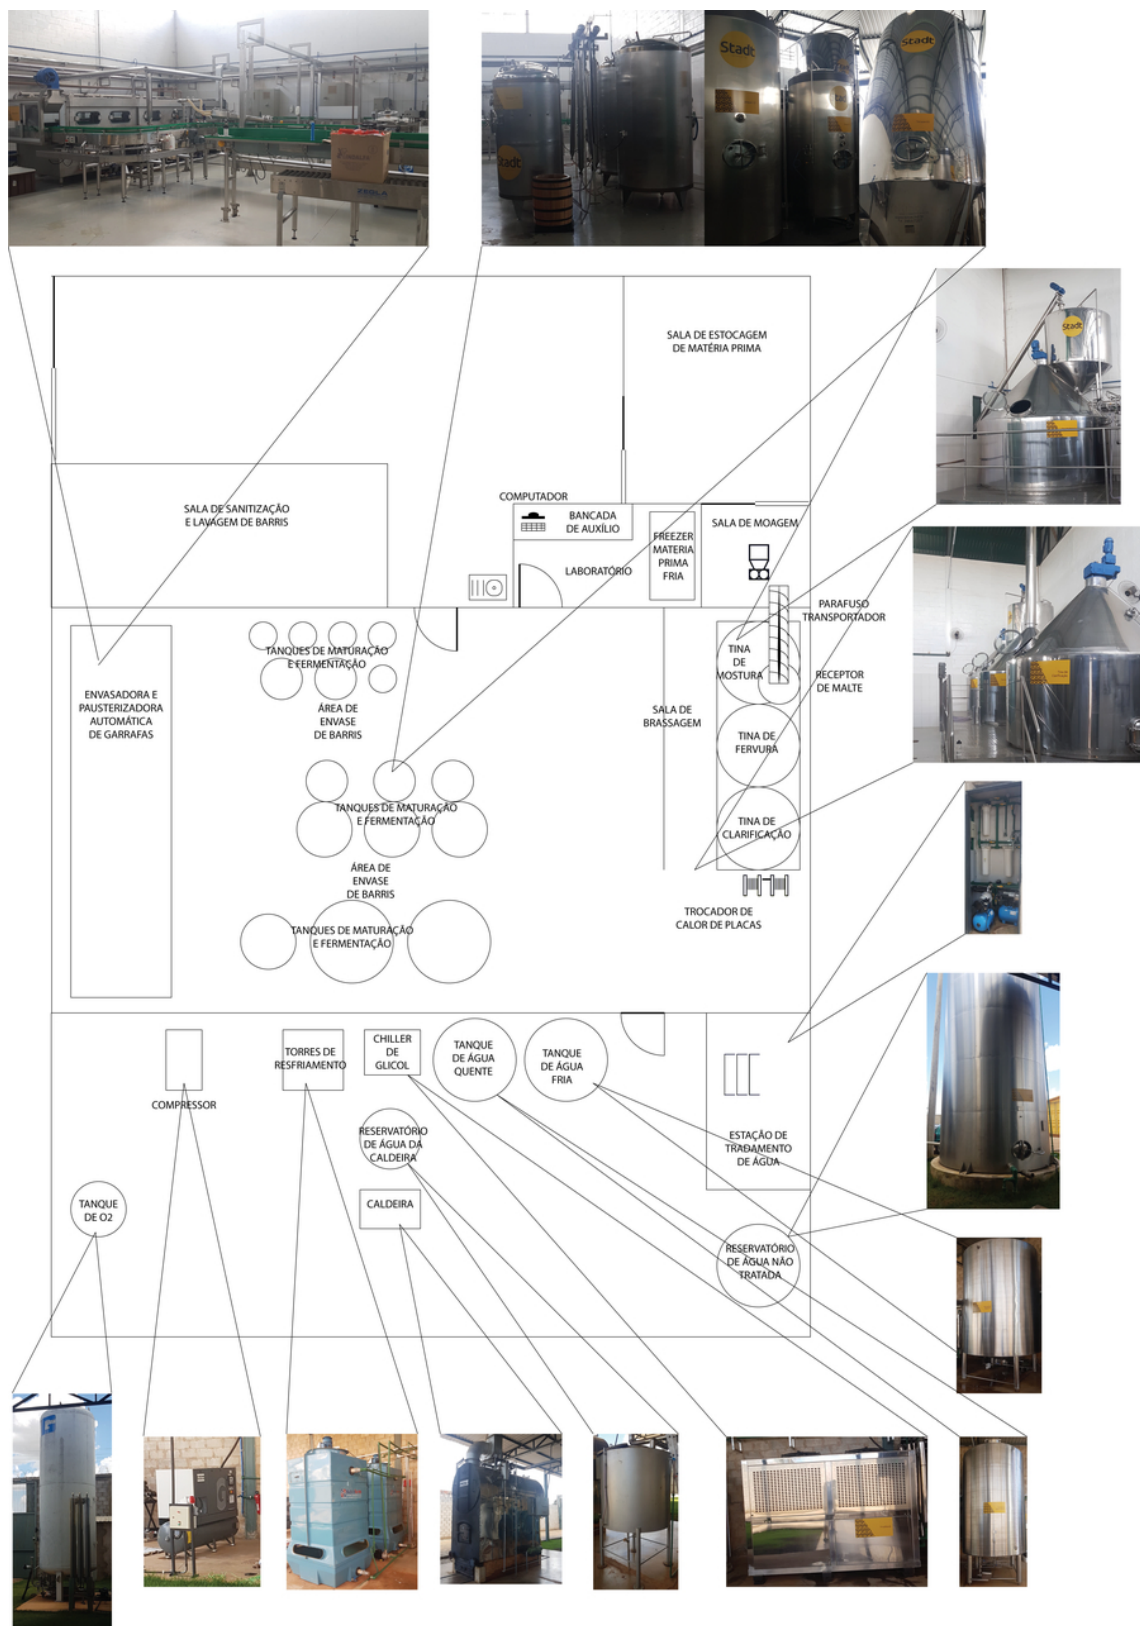 Stadt
Stadt
Stadt
Stadt
ZEGLA
Stadt
SALA DE ESTOCAGEM
DE MATÉRIA PRIMA
SALA DE SANITIZAÇÃO
E LAVAGEM DE BARRIS
COMPUTADOR
BANCADA
DE AUXÍLIO
FREEZER
MATERIA
PRIMA
FRIA
SALA DE MOAGEM
LABORATÓRIO
PARAFUSO
TRANSPORTADOR
TANQUES DE MATURAÇÃO
E FERMENTAÇÃO
TINA
DE
MOSTURA
RECEPTOR
DE MALTE
ENVASADORA E
PAUSTERIZADORA
AUTOMÁTICA
DE GARRAFAS
ÁREA DE
ENVASE
DE BARRIS
SALA DE
BRASSAGEM
TINA DE
FERVURA
TANQUES DE MATURAÇÃO
E FERMENTAÇÃO
TINA DE
CLARIFICAÇÃO
ÁREA DE
ENVASE
DE BARRIS
TROCADOR DE
CALOR DE PLACAS
TANQUES DE MATURAÇÃO
E FERMENTAÇÃO
COMPRESSOR
TORRES DE
RESFRIAMENTO
CHILLER
DE
GLICOL
TANQUE
DE ÁGUA
QUENTE
TANQUE
DE ÁGUA
FRIA
RESERVATÓRIO
DE ÁGUA DA
CALDEIRA
ESTAÇÃO DE
TRADAMENTO
DE ÁGUA
TANQUE
DE O2
CALDEIRA
RESERVATÓRIO
DE ÁGUA NÃO
TRATADA
G